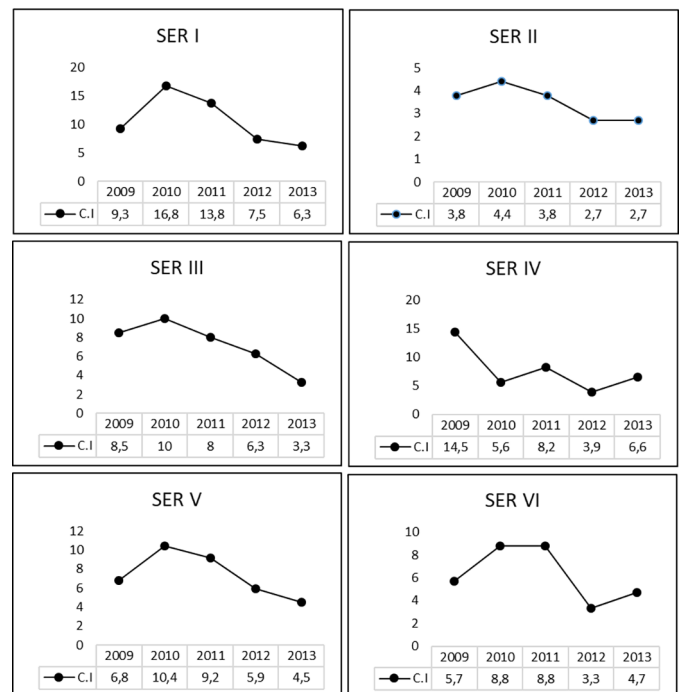 SER I
20
15
10
5
0
2009 2010 2011 2012 2013
C.I 9,3 16,8 13,8 7,5 6,3
SER II
5
4
3
2
1
0
2009 2010 2011 2012 2013
C.I 3,8 4,4 3,8 2,7 2,7
SER III
12
10
8
6
4
2
0
2009 2010 2011 2012 2013
C.I 8,5 10 8 6,3 3,3
SER IV
20
15
10
5
0
2009 2010 2011 2012 2013
C.I 14,5 5,6 8,2 3,9 6,6
SER V
12
10
8
6
4
2
0
2009 2010 2011 2012 2013
C.I 6,8 10,4 9,2 5,9 4,5
SER VI
10
8
6
4
2
0
2009 2010 2011 2012 2013
C.I 5,7 8,8 8,8 3,3 4,7